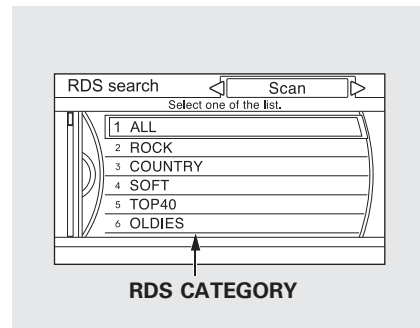 RDS search Scan
Select one of the list.
1 ALL
2 ROCK
3 COUNTRY
4 SOFT
5 TOP40
6 OLDIES
RDS CATEGORY